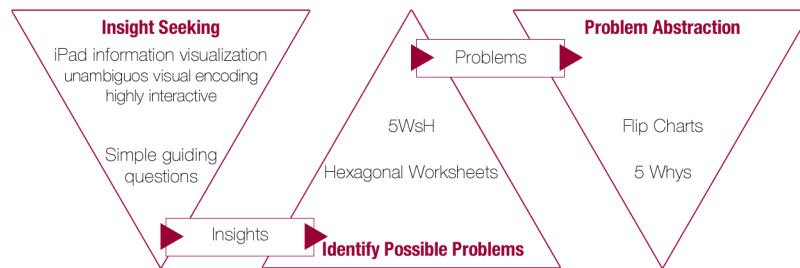 Insight Seeking
iPad information visualization
unambiguos visual encoding
highly interactive
Simple guiding
questions
Insights
5WsH
Hexagonal Worksheets
Identify Possible Problems
Problems
Problem Abstraction
Flip Charts
5 Whys